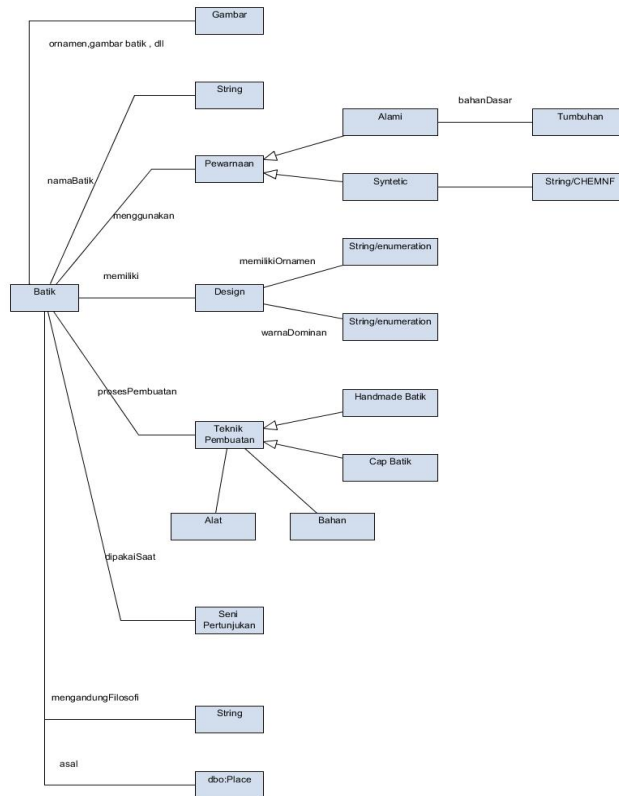 Gambar
ornamen,gambar batik , dll
String
Alami
bahanDasar
Tumbuhan
Pewarnaan
namaBatik
Syntetic
String/CHEMNF
menggunakan
memilikiOrnamen
String/enumeration
memiliki
Batik
Design
String/enumeration
warnaDominan
prosesPembuatan
Handmade Batik
Teknik
Pembuatan
Cap Batik
Alat
Bahan
dipakaiSaat
Seni
Pertunjukan
mengandungFilosofi
String
asal
dbo:Place